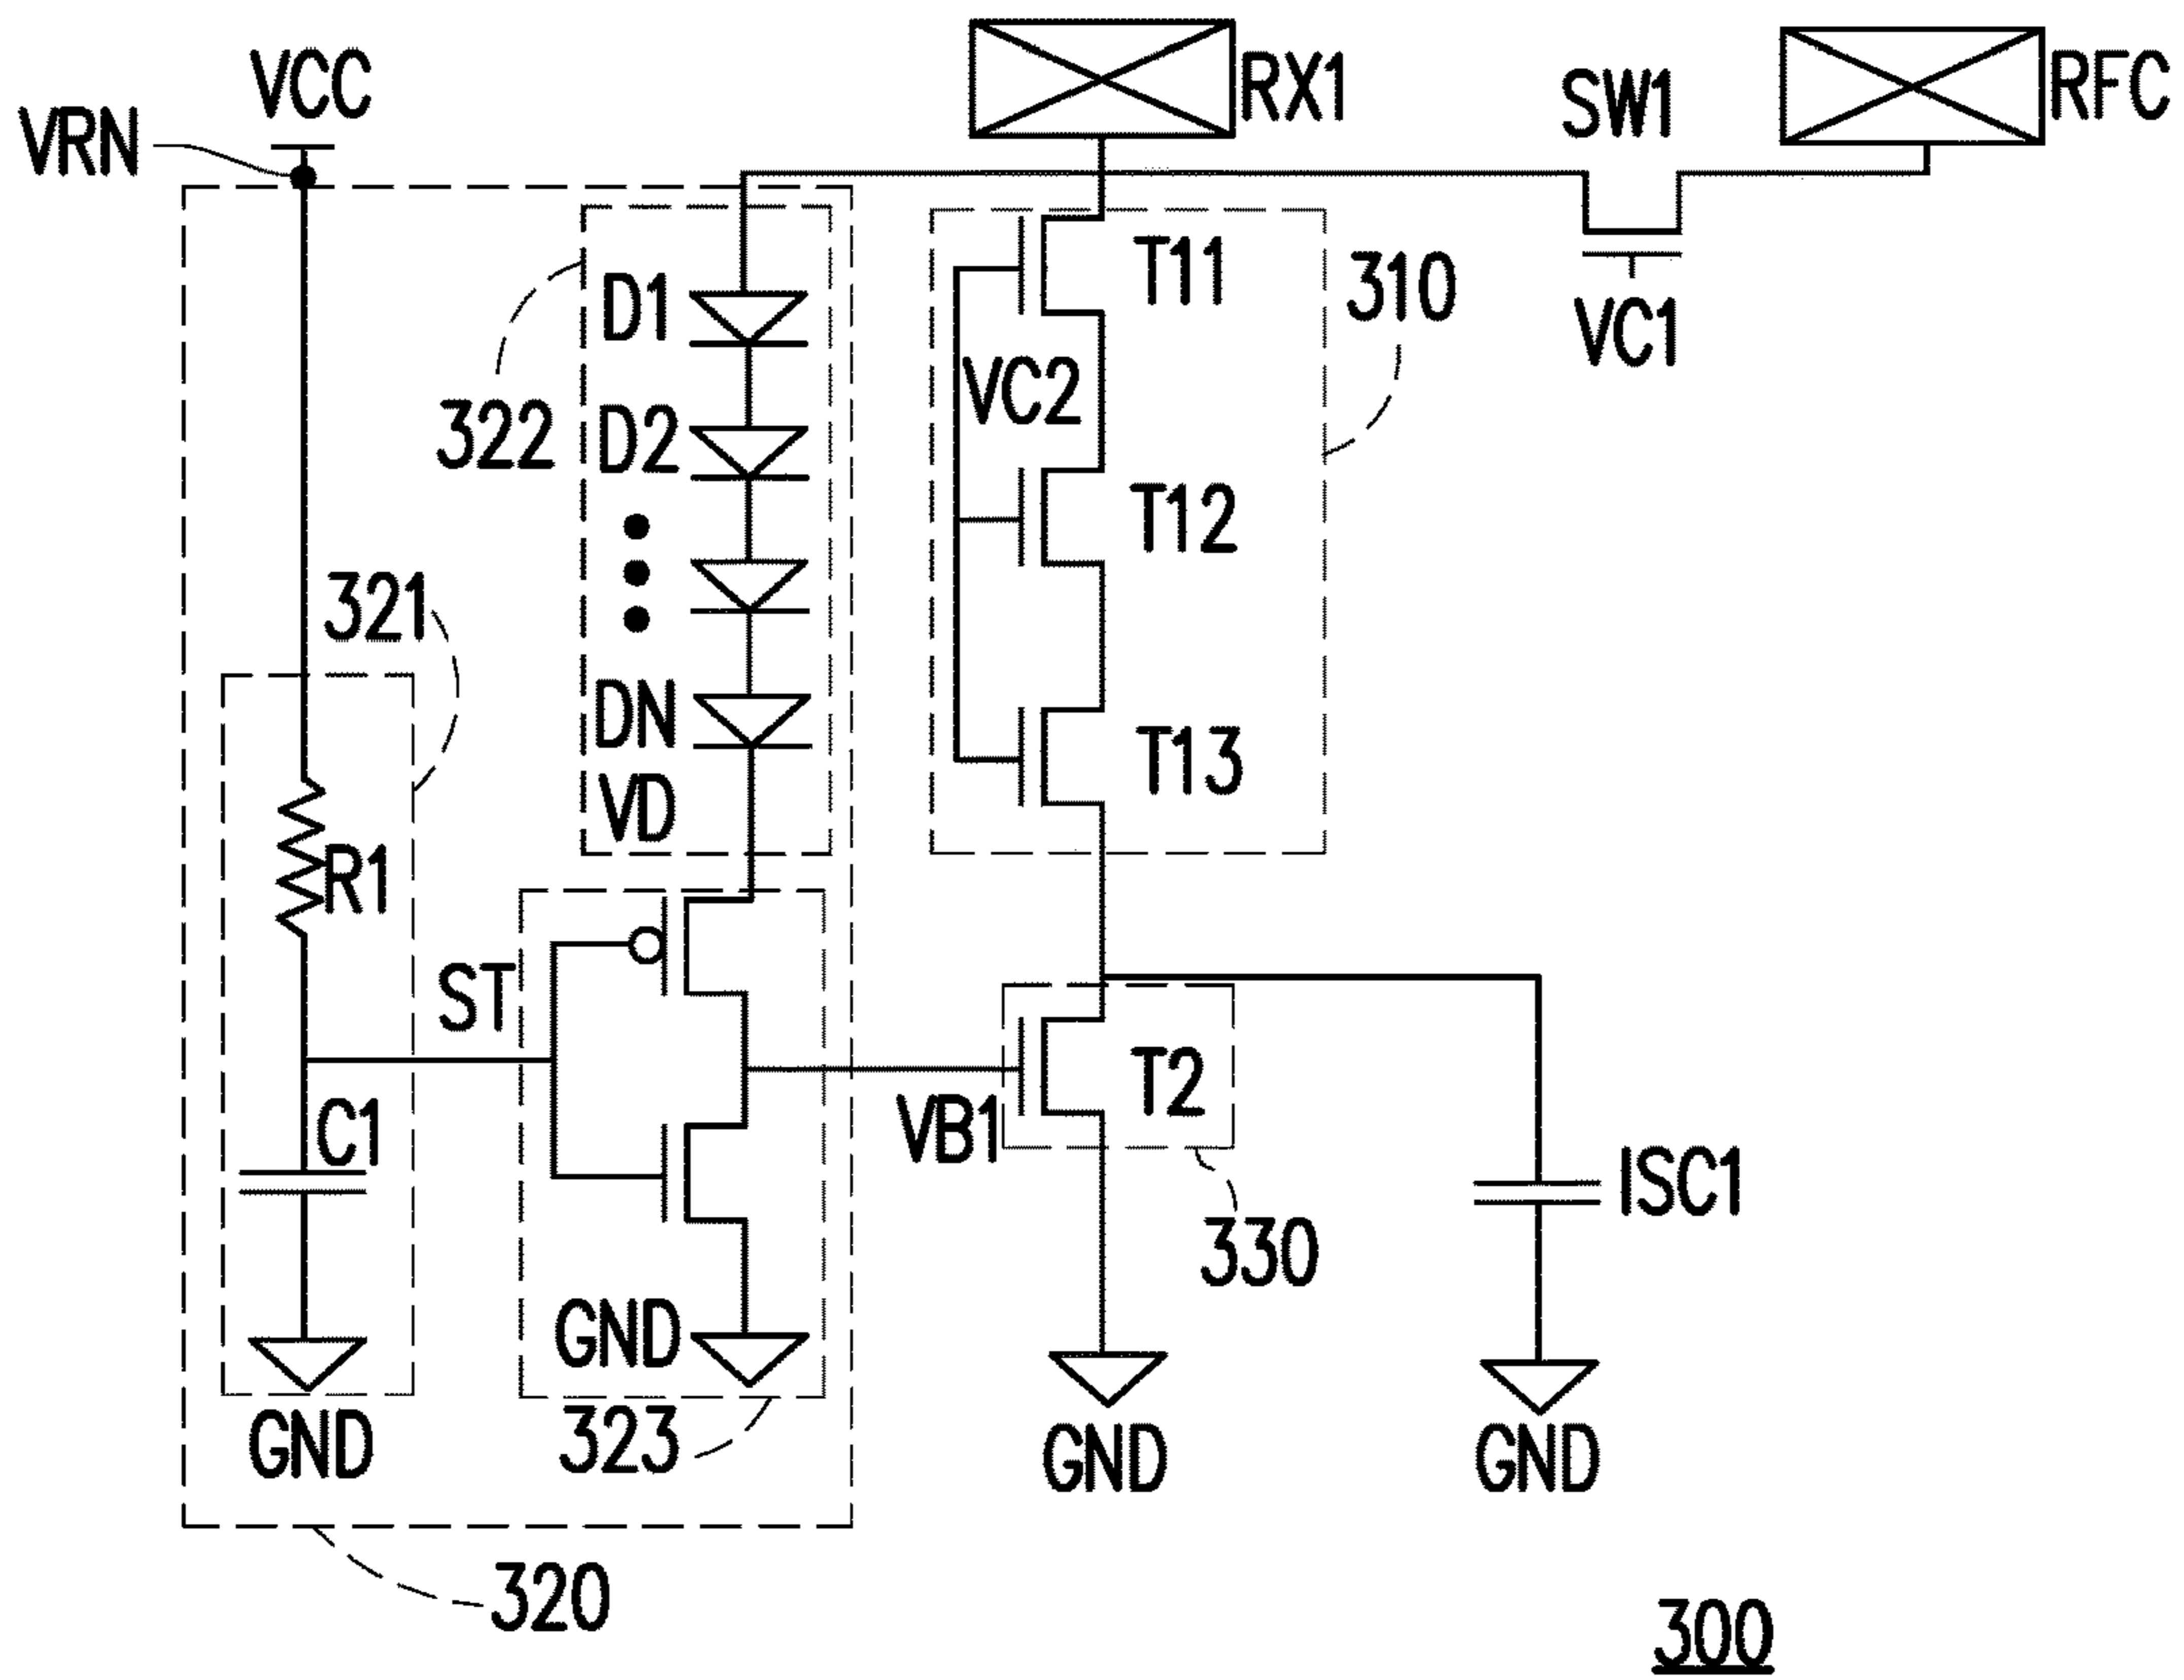 VCC
VRN
RX1
SW1
RFC
D1
T11
310
VC1
VC2
322
D2
T12
321
DN
T13
VD
R1
ST
C1
T2
VB1
ISC1
330
GND
GND
323
GND
GND
320
300